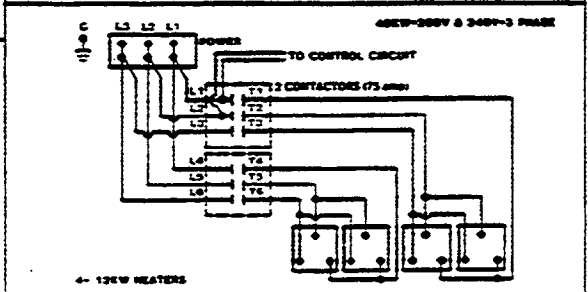 48KW-208V & 240V-3 PHASE
G L3 L2 L1
POWER
TO CONTROL CIRCUIT
2 CONTACTORS (75 amp)
L1 T1
L2 T2
L3 T3
L4 T4
L5 T5
L6 T6
4- 12KW HEATERS